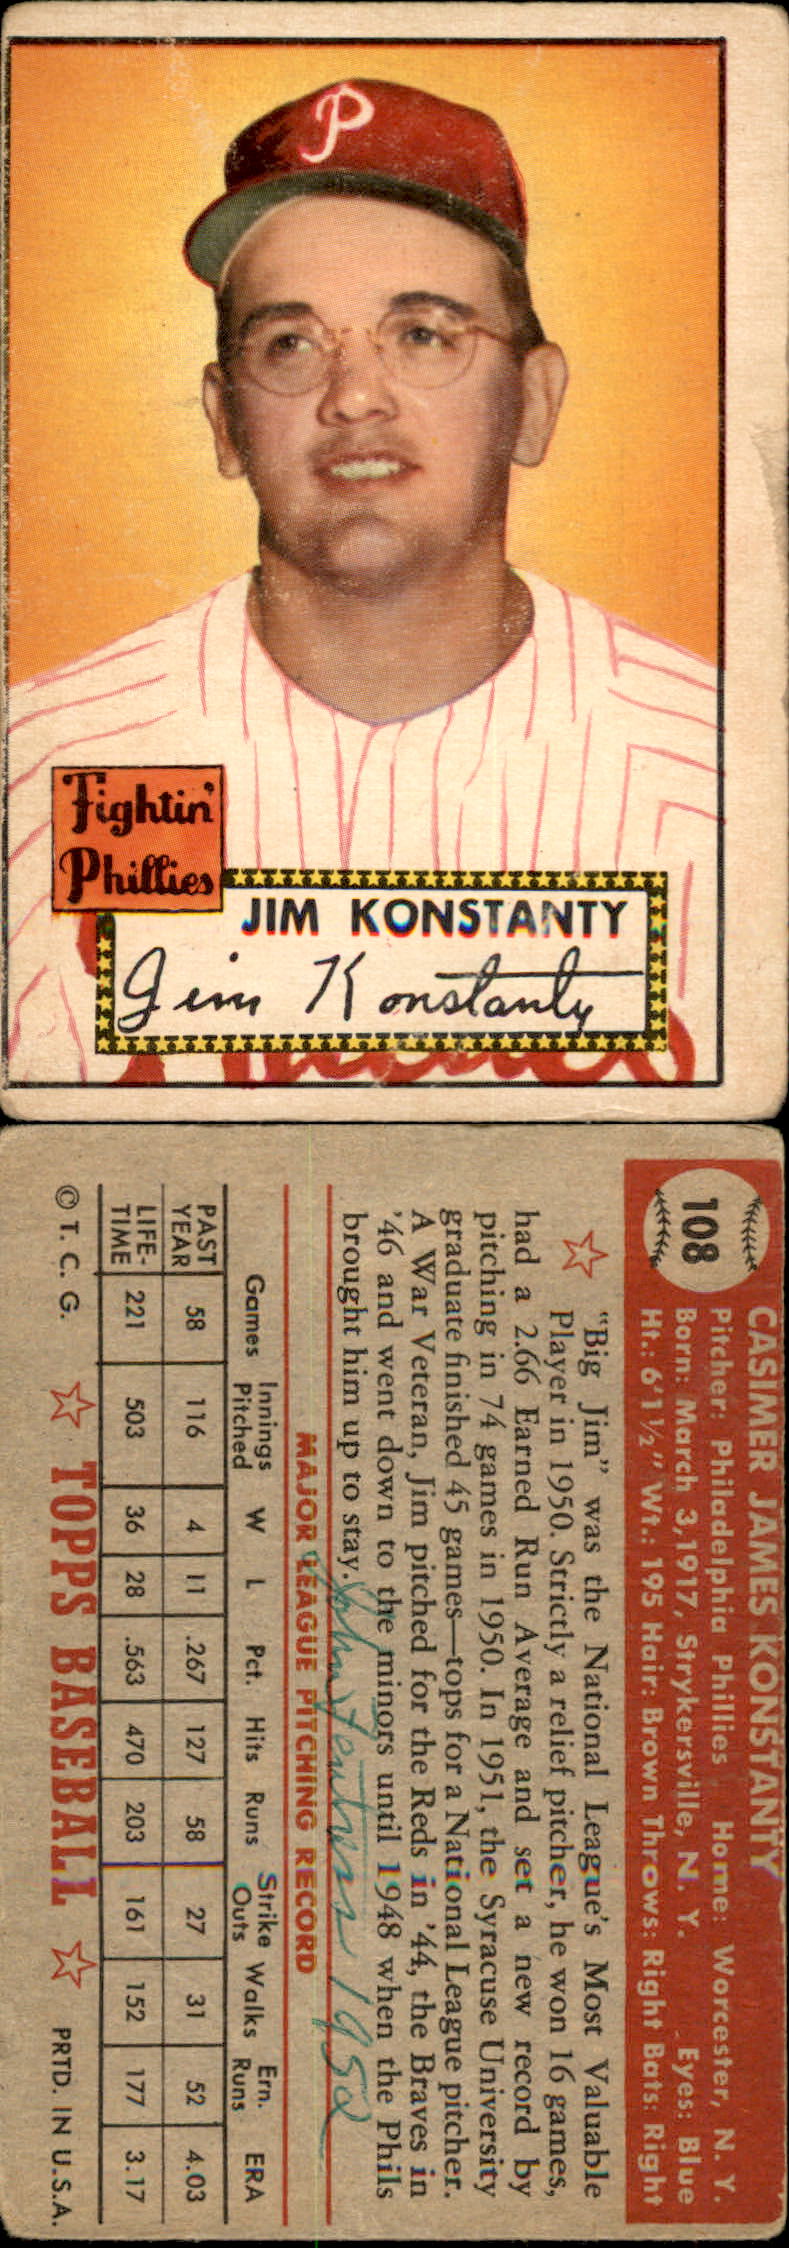 P
Fightin'
Phillies
JIM KONSTANTY
Jim Konstanty
108
CASIMER JAMES KONSTANTY
Pitcher: Philadelphia Phillies Home: Worcester, N. Y.
Born: March 3, 1917, Strykersville, N. Y. Eyes: Blue
Ht.: 6'1½" Wt.: 195 Hair: Brown Throws: Right Bats: Right
"Big Jim" was the National League's Most Valuable
Player in 1950. Strictly a relief pitcher, he won 16 games,
had a 2.66 Earned Run Average and set a new record by
pitching in 74 games in 1950. In 1951, the Syracuse University
graduate finished 45 games—tops for a National League pitcher.
A War Veteran, Jim pitched for the Reds in '44, the Braves in
'46 and went down to the minors until 1948 when the Phils
brought him up to stay.
1952
MAJOR LEAGUE PITCHING RECORD
Games Innings Pitched W L Pct. Hits Runs Strike Outs Walks Ern. Runs ERA
PAST YEAR 58 116 4 11 .267 127 58 27 31 52 4.03
LIFE-TIME 221 503 36 28 .563 470 203 161 152 177 3.17
© T. C. G. TOPPS BASEBALL PRTD. IN U.S.A.